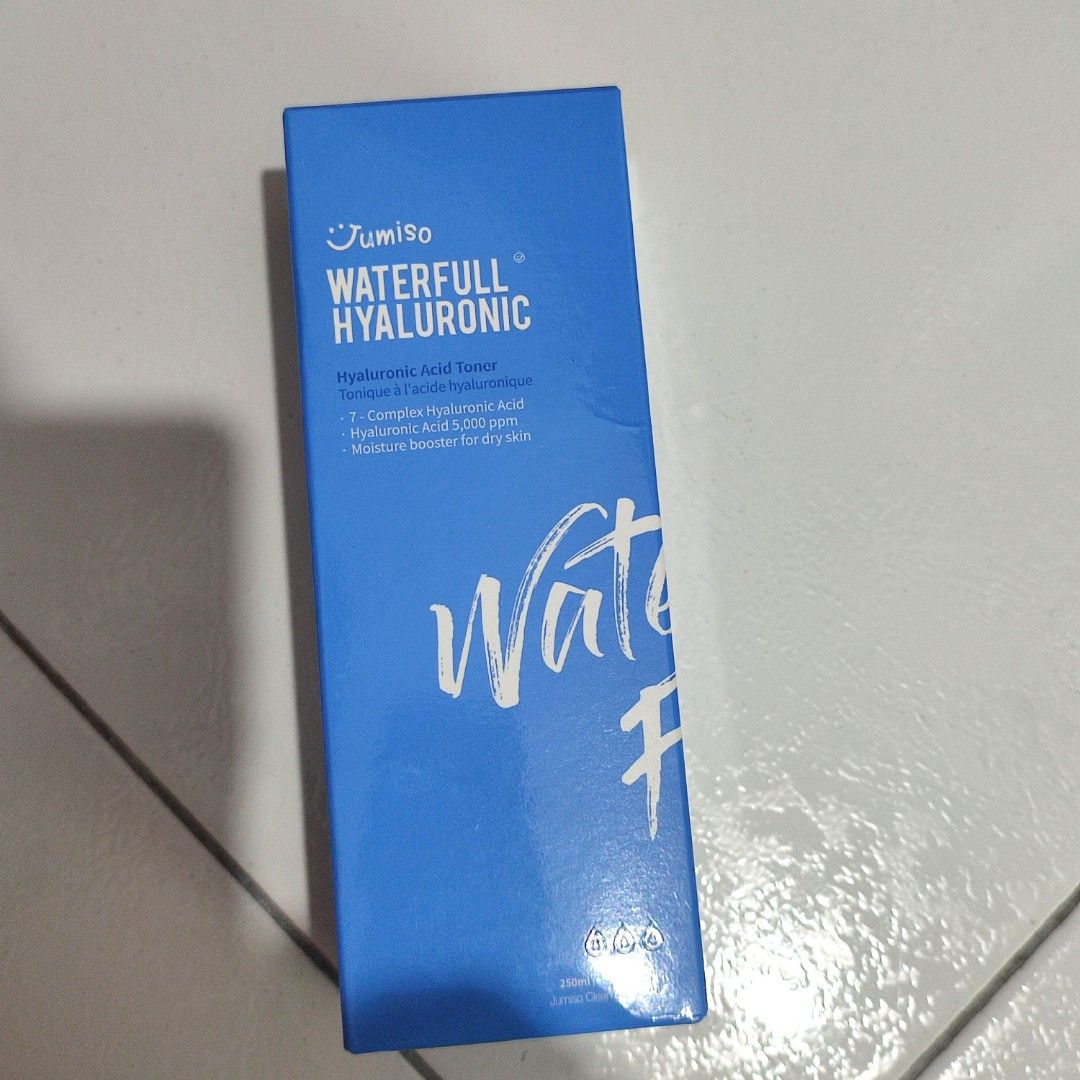 Jumiso
WATERFULL
HYALURONIC
Hyaluronic Acid Toner
Tonique à l'acide hyaluronique
· 7 - Complex Hyaluronic Acid
· Hyaluronic Acid 5,000 ppm
· Moisture booster for dry skin
Wate
F
250ml
Jumiso Clea